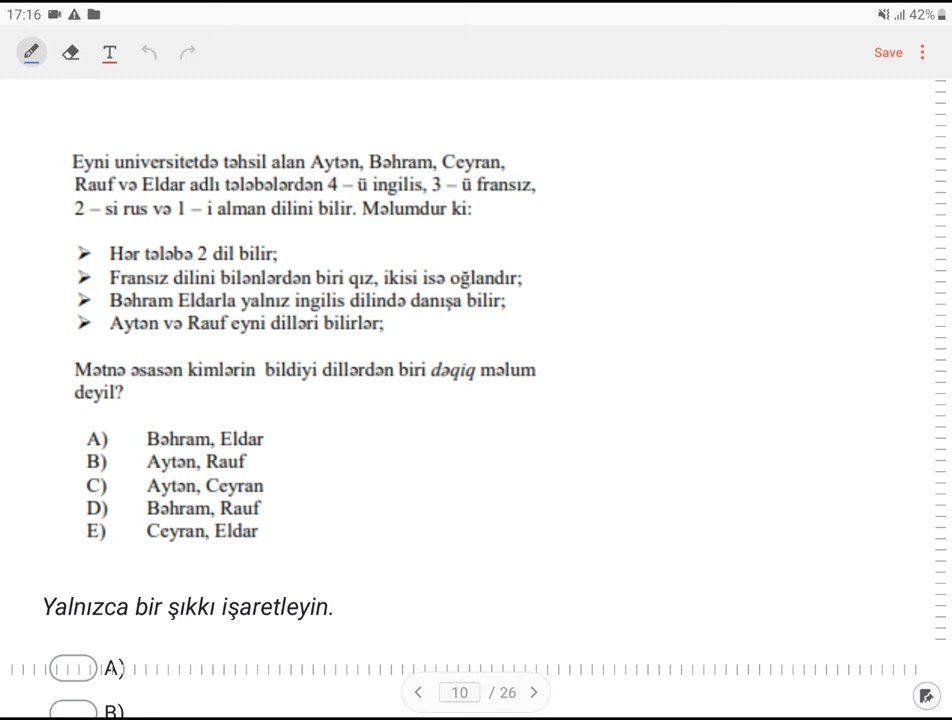 17:16 42%
T Save
Eyni universitetdə təhsil alan Aytən, Bəhram, Ceyran,
Rauf və Eldar adlı tələbələrdən 4 – ü ingilis, 3 – ü fransız,
2 – si rus və 1 – i alman dilini bilir. Məlumdur ki:
➢ Hər tələbə 2 dil bilir;
➢ Fransız dilini bilənlərdən biri qız, ikisi isə oğlandır;
➢ Bəhram Eldarla yalnız ingilis dilində danışa bilir;
➢ Aytən və Rauf eyni dilləri bilirlər;
Mətnə əsasən kimlərin bildiyi dillərdən biri dəqiq məlum
deyil?
A) Bəhram, Eldar
B) Aytən, Rauf
C) Aytən, Ceyran
D) Bəhram, Rauf
E) Ceyran, Eldar
Yalnızca bir şıkkı işaretleyin.
A)
10 / 26
B)